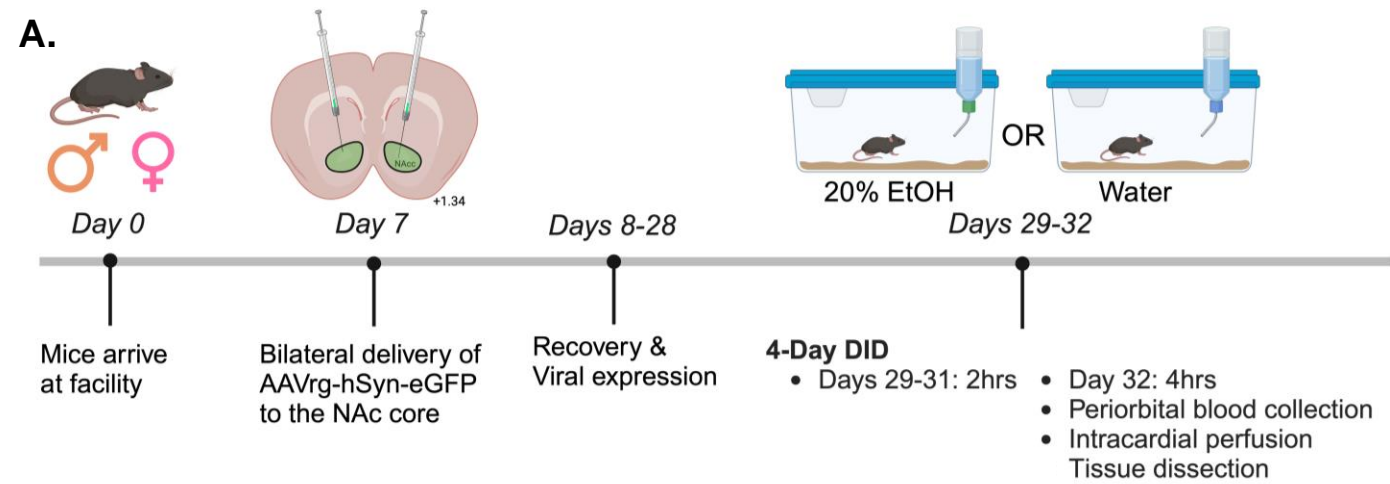 A.
NAcc
+1.34
OR
20% EtOH
Water
Day 0
Day 7
Days 8-28
Days 29-32
Mice arrive
at facility
Bilateral delivery of
AAVrg-hSyn-eGFP
to the NAc core
Recovery &
Viral expression
4-Day DID
• Days 29-31: 2hrs
• Day 32: 4hrs
• Periorbital blood collection
• Intracardial perfusion
Tissue dissection